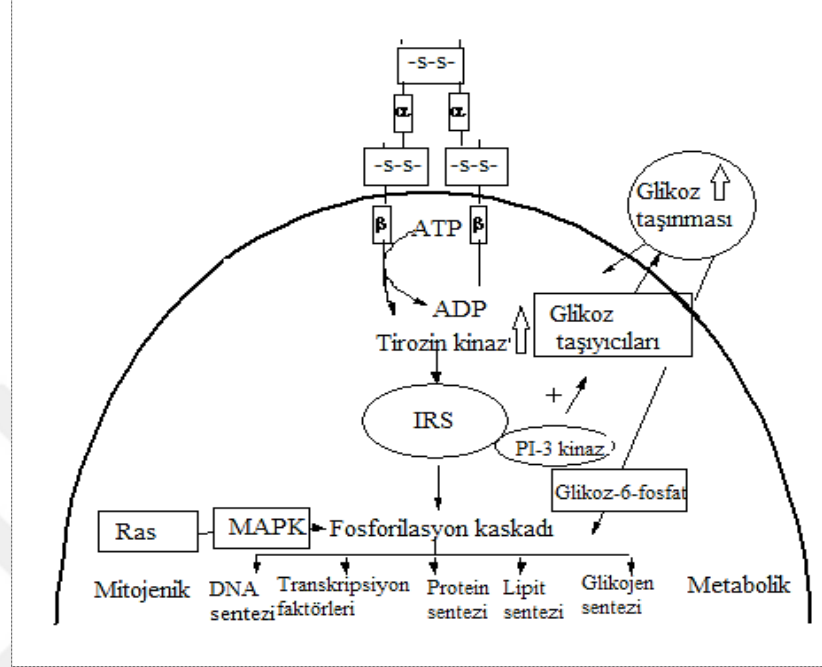 -s-s-
α α
-s-s- -s-s-
β ATP β
Glikoz
taşınması
ADP
Tirozin kinaz
Glikoz
taşıyıcıları
+
IRS
PI-3 kinaz
Glikoz-6-fosfat
Ras
MAPK
Fosforilasyon kaskadı
Mitojenik
DNA
sentezi
Transkripsiyon
faktörleri
Protein
sentezi
Lipit
sentezi
Glikojen
sentezi
Metabolik